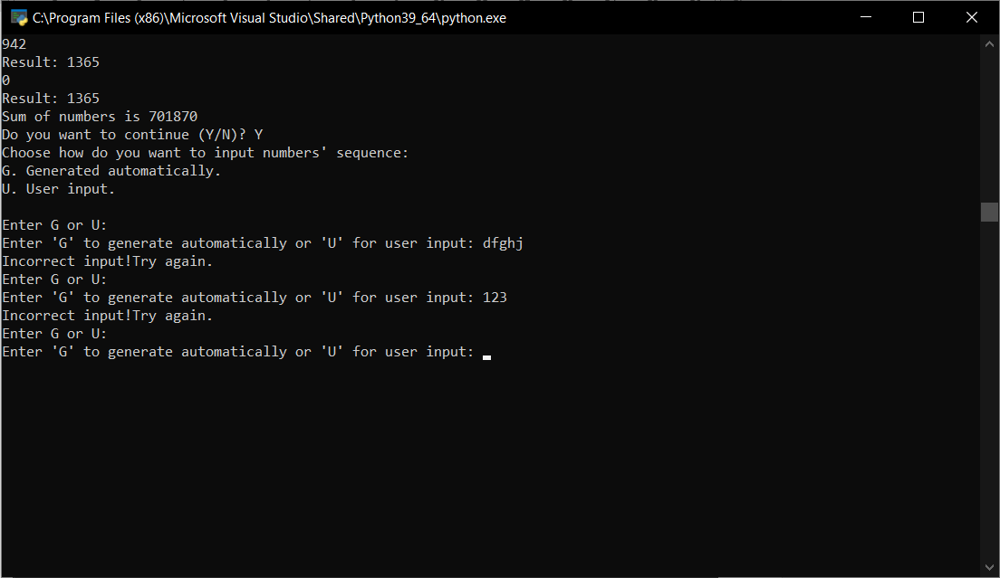 C:\Program Files (x86)\Microsoft Visual Studio\Shared\Python39_64\python.exe
942
Result: 1365
0
Result: 1365
Sum of numbers is 701870
Do you want to continue (Y/N)? Y
Choose how do you want to input numbers' sequence:
G. Generated automatically.
U. User input.
Enter G or U:
Enter 'G' to generate automatically or 'U' for user input: dfghj
Incorrect input!Try again.
Enter G or U:
Enter 'G' to generate automatically or 'U' for user input: 123
Incorrect input!Try again.
Enter G or U:
Enter 'G' to generate automatically or 'U' for user input: